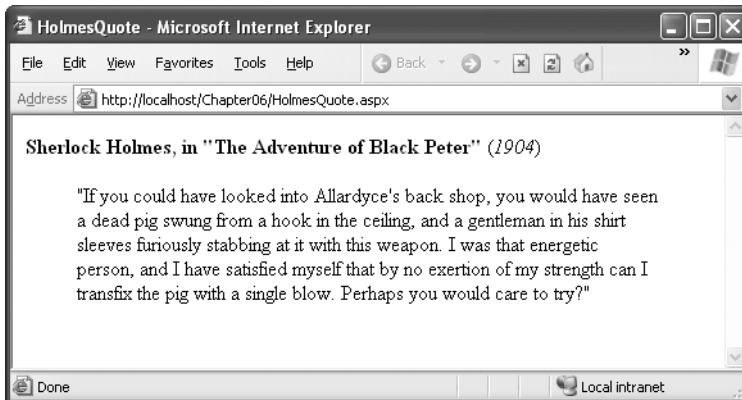 HolmesQuote - Microsoft Internet Explorer
File Edit View Favorites Tools Help Back »
Address http://localhost/Chapter06/HolmesQuote.aspx
Sherlock Holmes, in "The Adventure of Black Peter" (1904)
"If you could have looked into Allardyce's back shop, you would have seen
a dead pig swung from a hook in the ceiling, and a gentleman in his shirt
sleeves furiously stabbing at it with this weapon. I was that energetic
person, and I have satisfied myself that by no exertion of my strength can I
transfix the pig with a single blow. Perhaps you would care to try?"
Done Local intranet